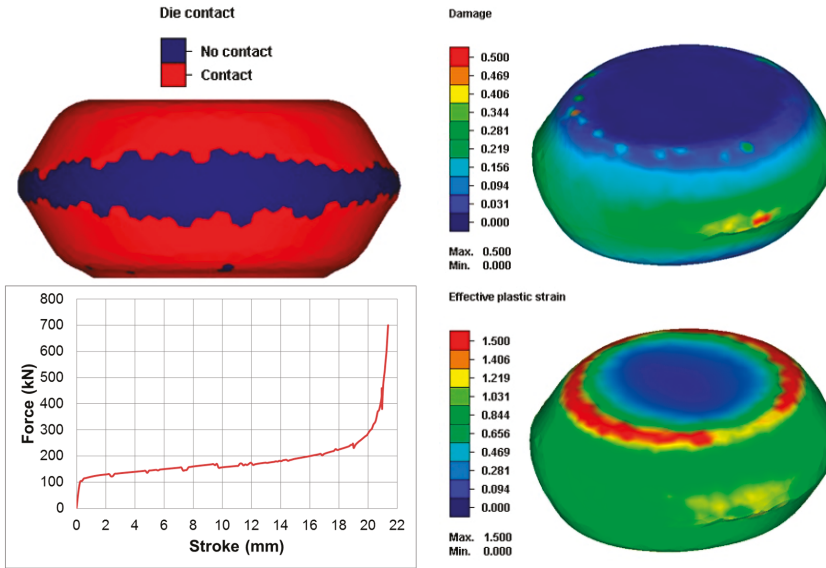 Die contact
No contact
Contact
Damage
0.500
0.469
0.406
0.344
0.281
0.219
0.156
0.094
0.031
0.000
Max. 0.500
Min. 0.000
800
700
600
500
400
300
200
100
0
Force (kN)
0 2 4 6 8 10 12 14 16 18 20 22
Stroke (mm)
Effective plastic strain
1.500
1.406
1.219
1.031
0.844
0.656
0.469
0.281
0.094
0.000
Max. 1.500
Min. 0.000